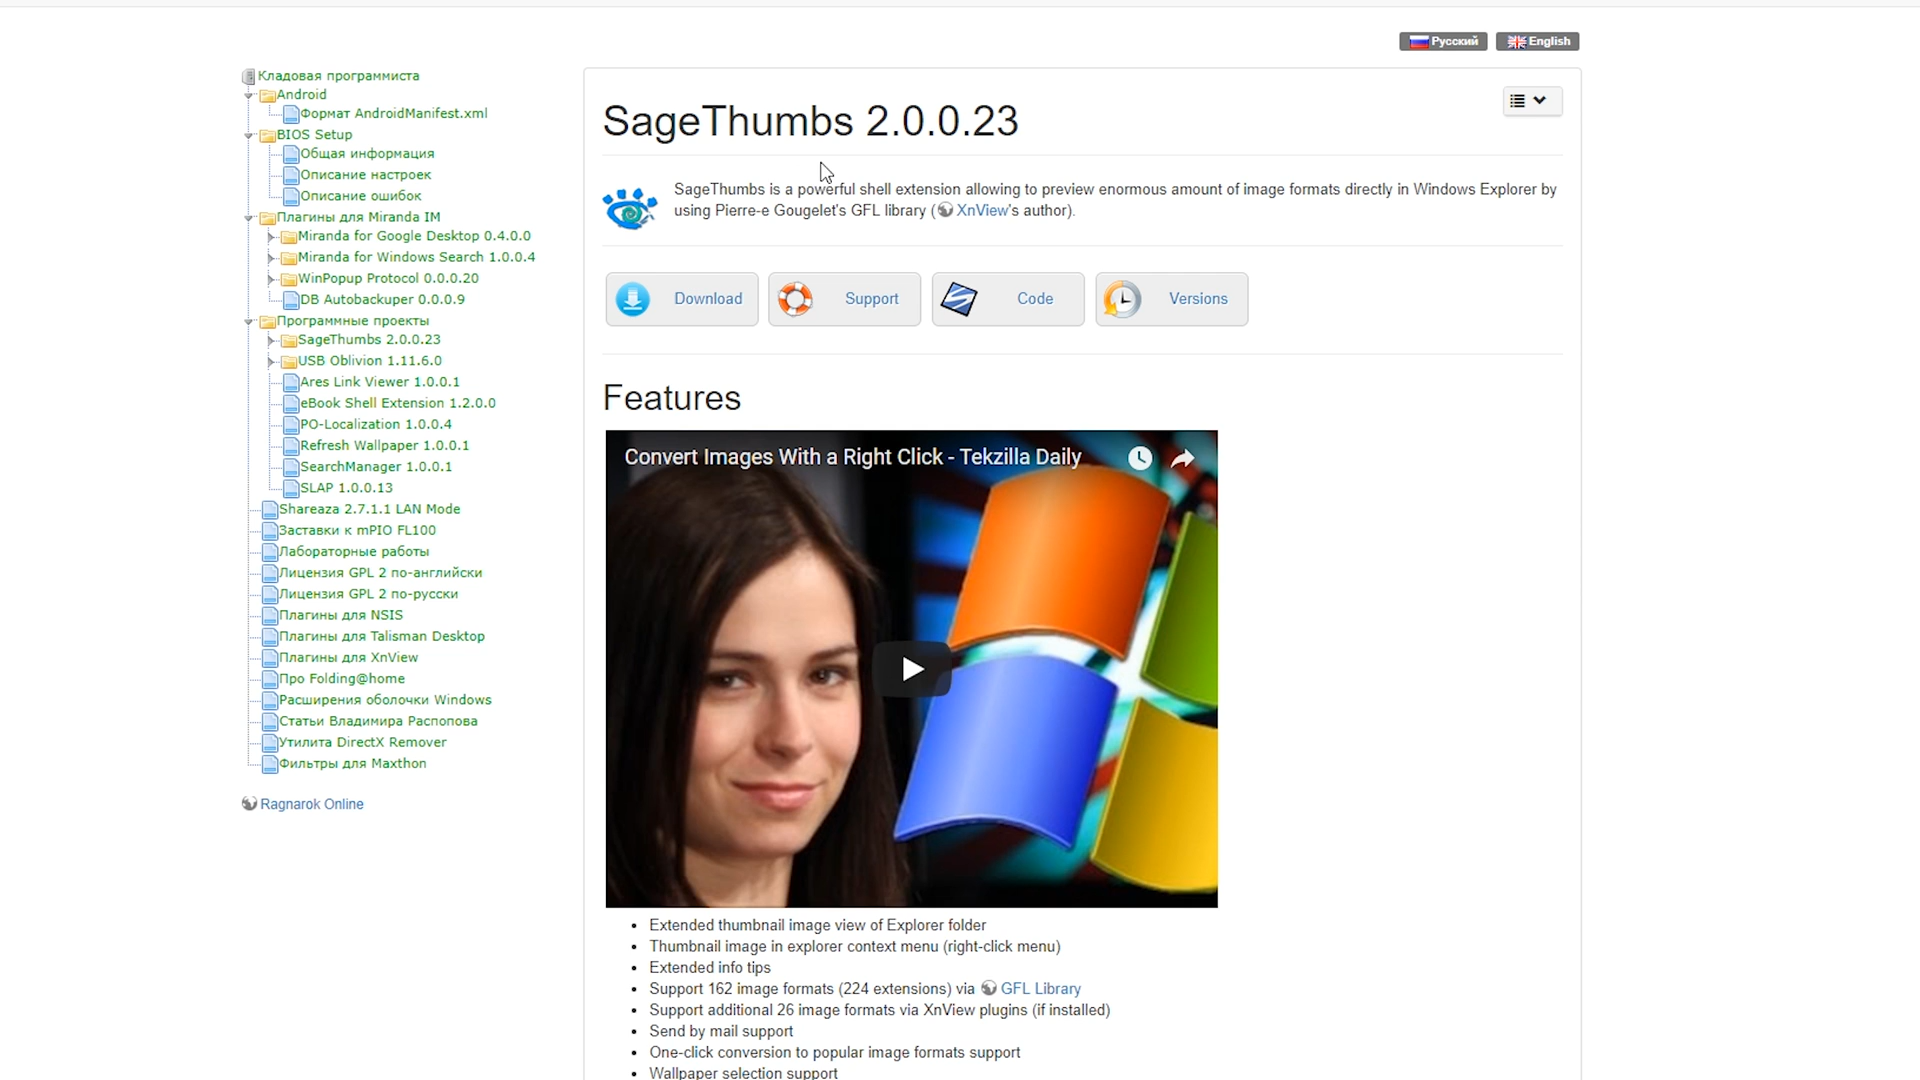 Русский English
Кладовая программиста
Android
Формат AndroidManifest.xml
BIOS Setup
Общая информация
Описание настроек
Описание ошибок
Плагины для Miranda IM
Miranda for Google Desktop 0.4.0.0
Miranda for Windows Search 1.0.0.4
WinPopup Protocol 0.0.0.20
DB Autobackuper 0.0.0.9
Программные проекты
SageThumbs 2.0.0.23
USB Oblivion 1.11.6.0
Ares Link Viewer 1.0.0.1
eBook Shell Extension 1.2.0.0
PO-Localization 1.0.0.4
Refresh Wallpaper 1.0.0.1
SearchManager 1.0.0.1
SLAP 1.0.0.13
Shareaza 2.7.1.1 LAN Mode
Заставки к mPIO FL100
Лабораторные работы
Лицензия GPL 2 по-английски
Лицензия GPL 2 по-русски
Плагины для NSIS
Плагины для Talisman Desktop
Плагины для XnView
Про Folding@home
Расширения оболочки Windows
Статьи Владимира Распопова
Утилита DirectX Remover
Фильтры для Maxthon
Ragnarok Online
SageThumbs 2.0.0.23
SageThumbs is a powerful shell extension allowing to preview enormous amount of image formats directly in Windows Explorer by
using Pierre-e Gougelet's GFL library ( XnView's author).
Download Support Code Versions
Features
Convert Images With a Right Click - Tekzilla Daily
• Extended thumbnail image view of Explorer folder
• Thumbnail image in explorer context menu (right-click menu)
• Extended info tips
• Support 162 image formats (224 extensions) via GFL Library
• Support additional 26 image formats via XnView plugins (if installed)
• Send by mail support
• One-click conversion to popular image formats support
• Wallpaper selection support